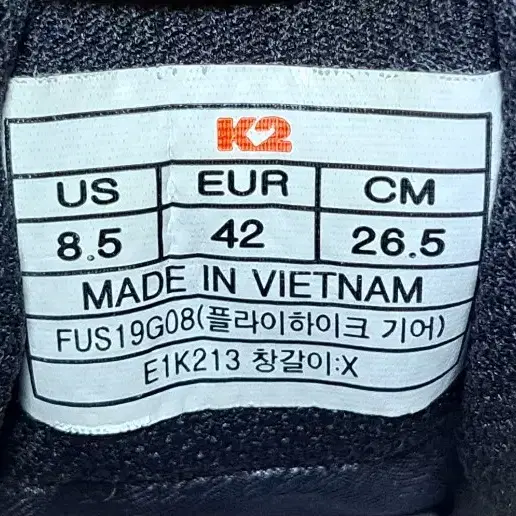 K2
US EUR CM
8.5 42 26.5
MADE IN VIETNAM
FUS19G08(플라이하이크 기어)
E1K213 창갈이:X